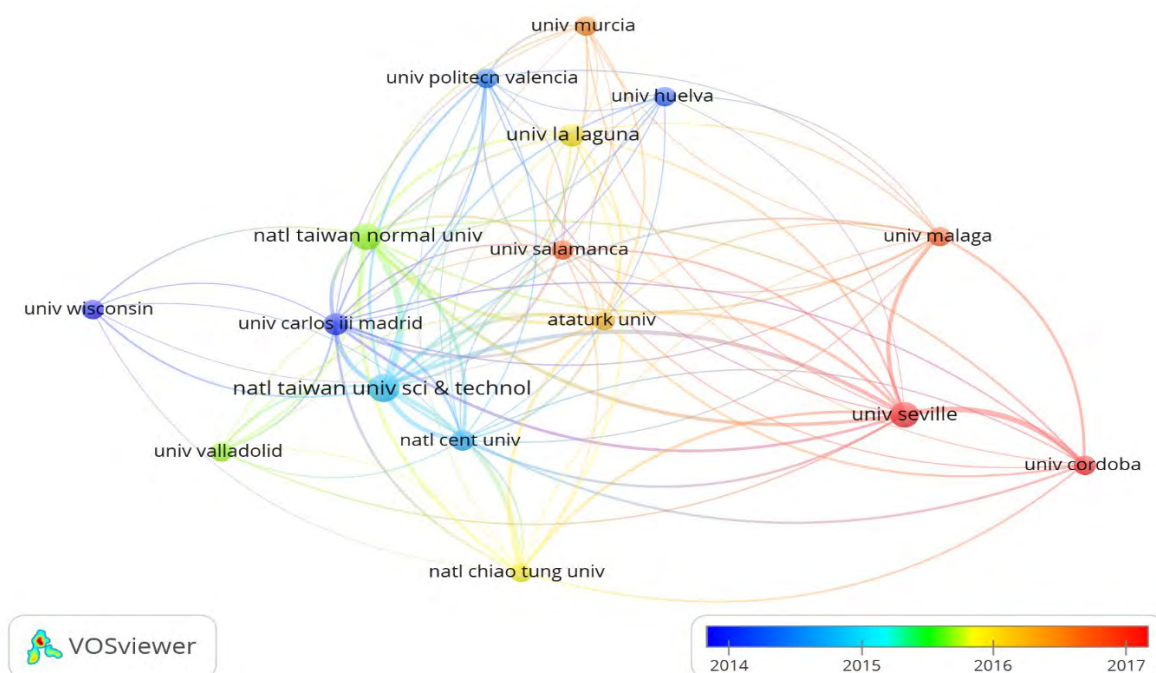 univ murcia
univ politecn valencia
univ huelva
univ la laguna
natl taiwan normal univ
univ salamanca
univ malaga
univ wisconsin
univ carlos iii madrid
ataturk univ
natl taiwan univ sci & technol
univ seville
natl cent univ
univ valladolid
univ cordoba
natl chiao tung univ
VOSviewer
2014 2015 2016 2017